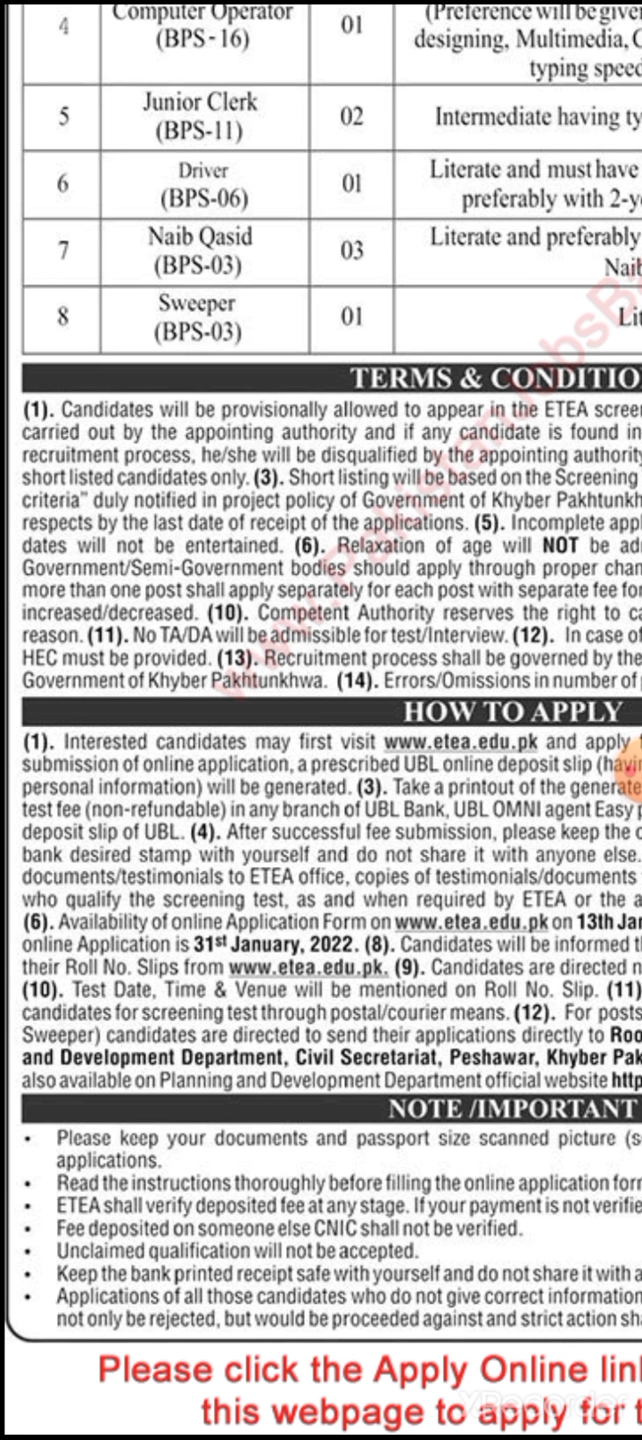 4 Computer Operator (BPS-16) 01 (Preference will be given
designing, Multimedia, C
typing speed
5 Junior Clerk (BPS-11) 02 Intermediate having ty
6 Driver (BPS-06) 01 Literate and must have
preferably with 2-ye
7 Naib Qasid (BPS-03) 03 Literate and preferably
Naib
8 Sweeper (BPS-03) 01 Lit
TERMS & CONDITIO
(1). Candidates will be provisionally allowed to appear in the ETEA screen
carried out by the appointing authority and if any candidate is found in
recruitment process, he/she will be disqualified by the appointing authority
short listed candidates only. (3). Short listing will be based on the Screening
criteria" duly notified in project policy of Government of Khyber Pakhtunkh
respects by the last date of receipt of the applications. (5). Incomplete appl
dates will not be entertained. (6). Relaxation of age will NOT be adm
Government/Semi-Government bodies should apply through proper chan
more than one post shall apply separately for each post with separate fee for
increased/decreased. (10). Competent Authority reserves the right to ca
reason. (11). No TA/DA will be admissible for test/Interview. (12). In case of
HEC must be provided. (13). Recruitment process shall be governed by the
Government of Khyber Pakhtunkhwa. (14). Errors/Omissions in number of
HOW TO APPLY
(1). Interested candidates may first visit www.etea.edu.pk and apply
submission of online application, a prescribed UBL online deposit slip (havin
personal information) will be generated. (3). Take a printout of the generate
test fee (non-refundable) in any branch of UBL Bank, UBL OMNI agent Easy p
deposit slip of UBL. (4). After successful fee submission, please keep the o
bank desired stamp with yourself and do not share it with anyone else.
documents/testimonials to ETEA office, copies of testimonials/documents
who qualify the screening test, as and when required by ETEA or the a
(6). Availability of online Application Form on www.etea.edu.pk on 13th Jan
online Application is 31st January, 2022. (8). Candidates will be informed th
their Roll No. Slips from www.etea.edu.pk. (9). Candidates are directed n
(10). Test Date, Time & Venue will be mentioned on Roll No. Slip. (11)
candidates for screening test through postal/courier means. (12). For posts
Sweeper) candidates are directed to send their applications directly to Roo
and Development Department, Civil Secretariat, Peshawar, Khyber Pak
also available on Planning and Development Department official website http
NOTE /IMPORTANT
• Please keep your documents and passport size scanned picture (s
applications.
• Read the instructions thoroughly before filling the online application form
• ETEA shall verify deposited fee at any stage. If your payment is not verifie
• Fee deposited on someone else CNIC shall not be verified.
• Unclaimed qualification will not be accepted.
• Keep the bank printed receipt safe with yourself and do not share it with a
• Applications of all those candidates who do not give correct information
not only be rejected, but would be proceeded against and strict action sha
Please click the Apply Online lin
this webpage to apply for t
XRecorder